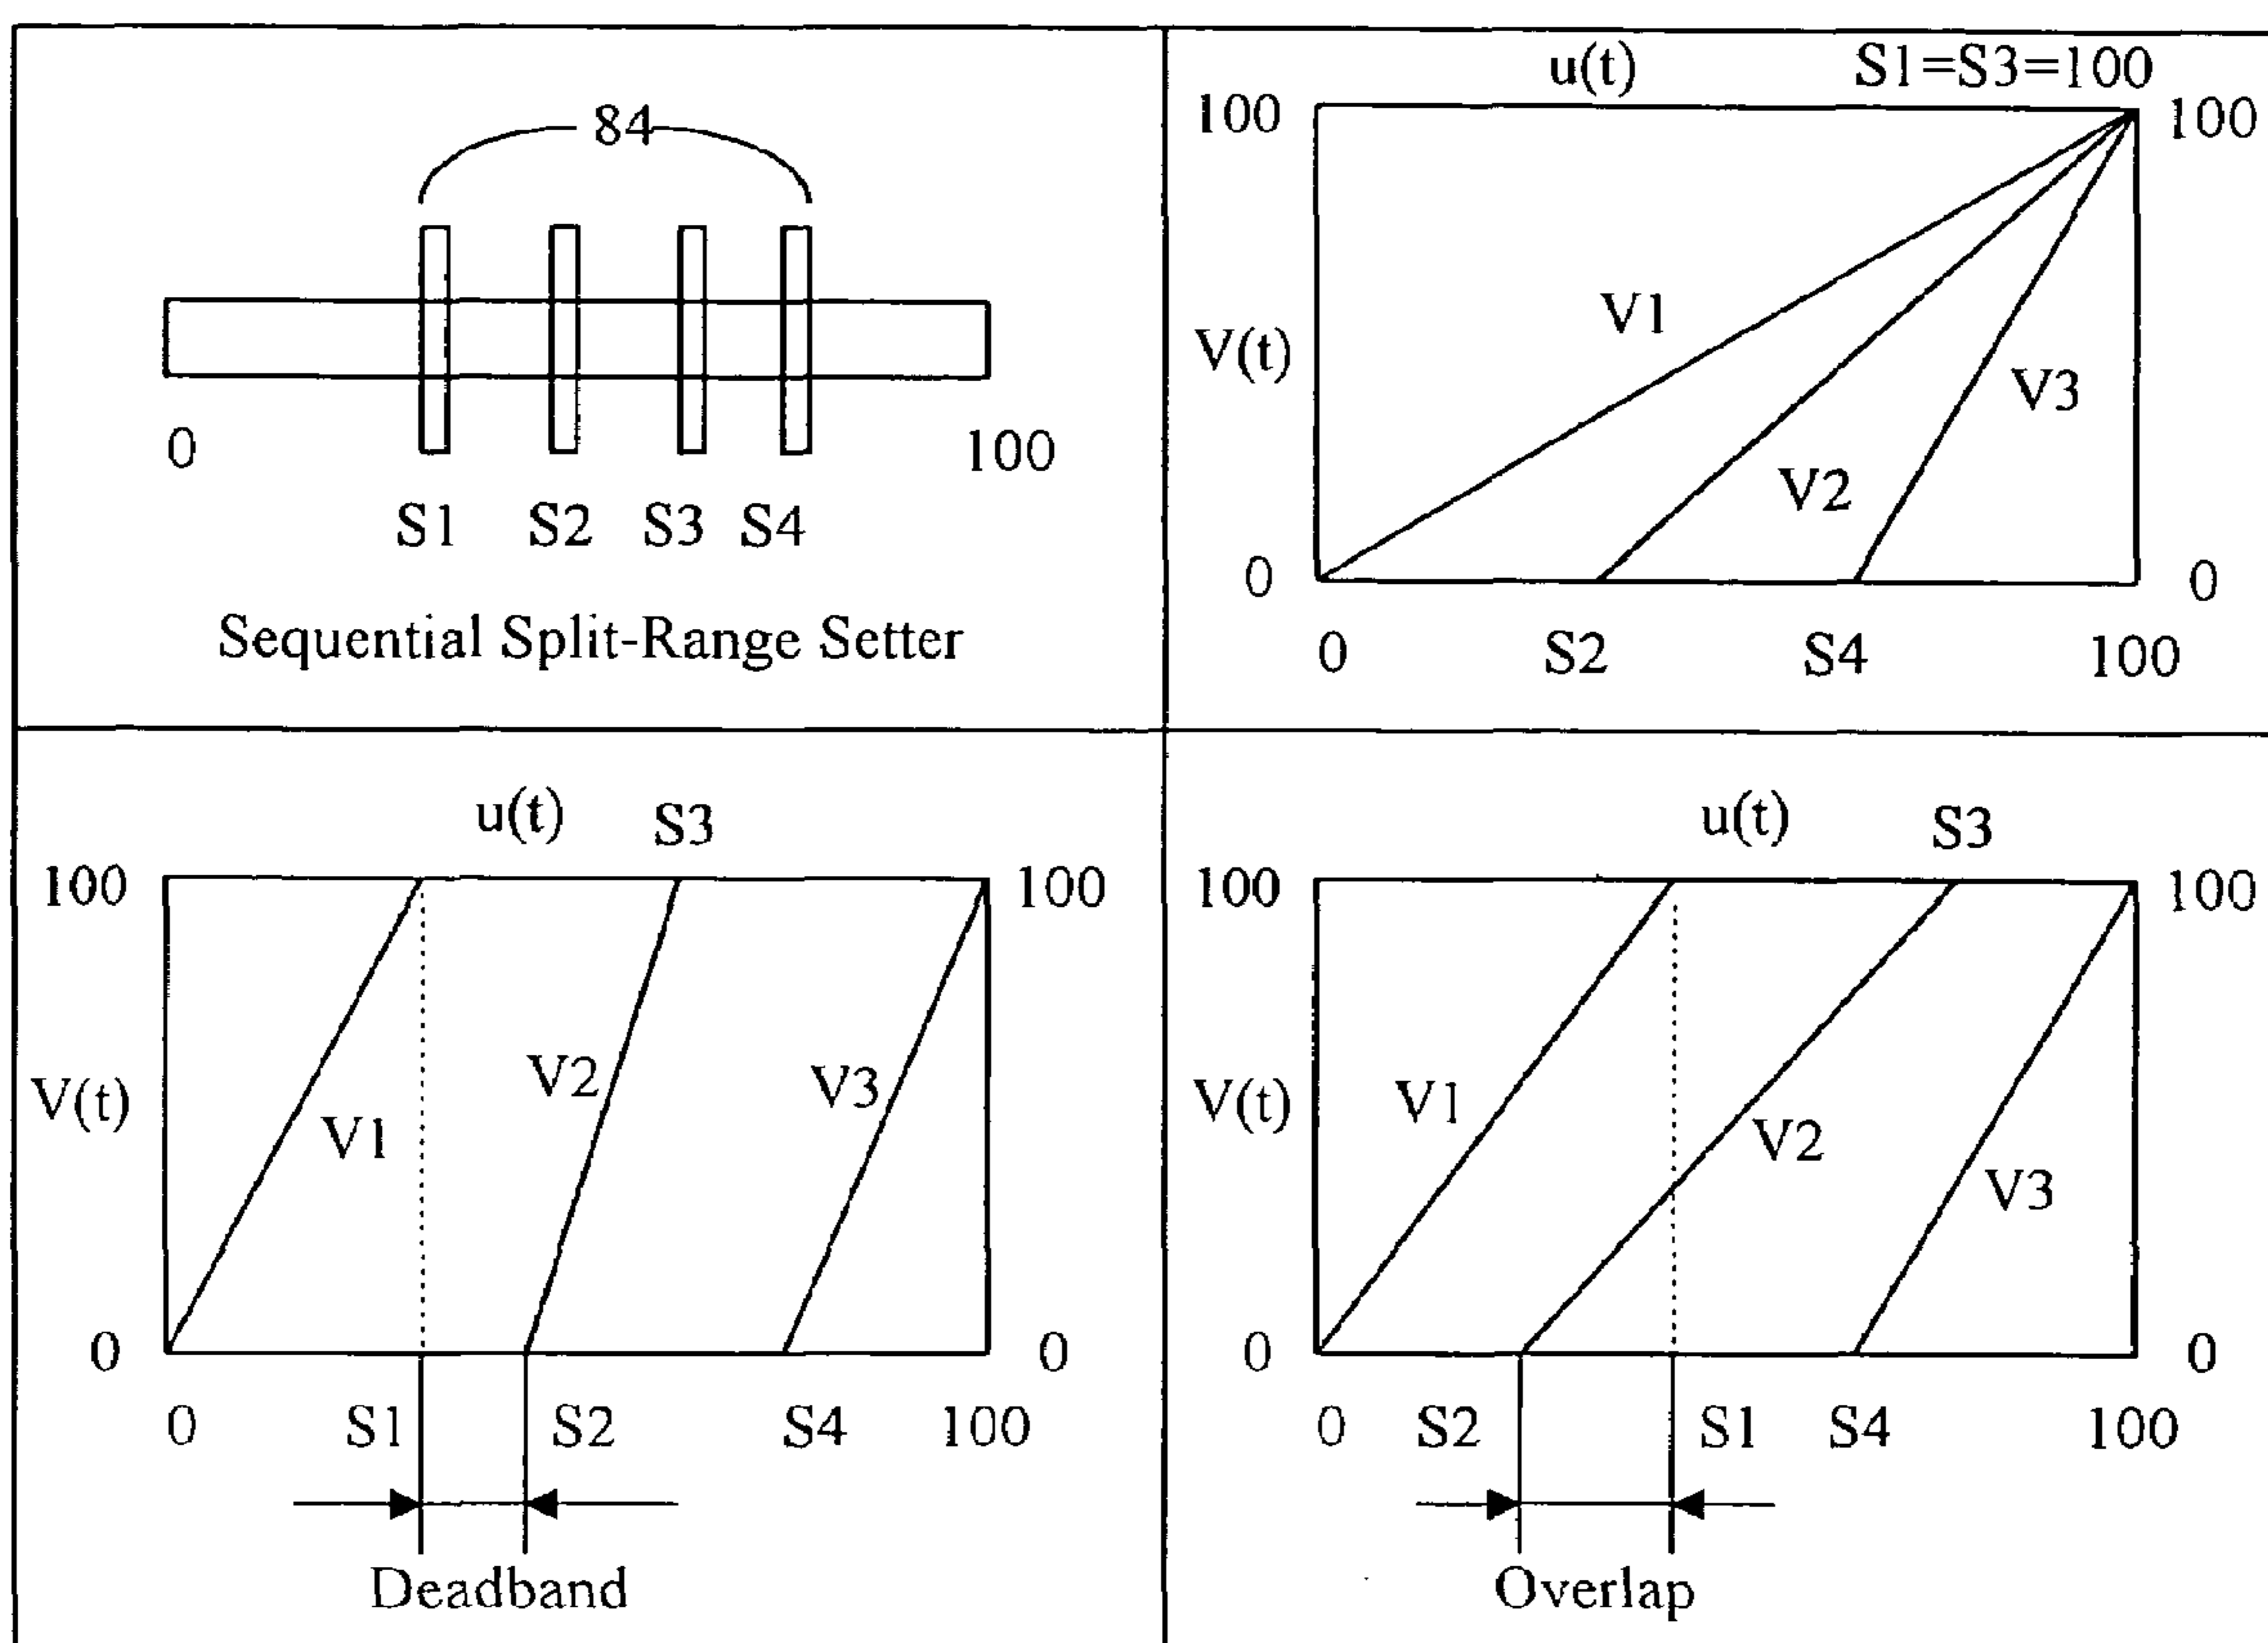 84
0 100
S1 S2 S3 S4
Sequential Split-Range Setter
u(t) S1=S3=100
100 100
V1
V(t)
V3
V2
0 0
0 S2 S4 100
u(t) S3
100 100
V2 V3
V(t)
V1
0 0
0 S1 S2 S4 100
Deadband
u(t) S3
100 100
V(t) V1
V2
V3
0 0
0 S2 S1 S4 100
Overlap